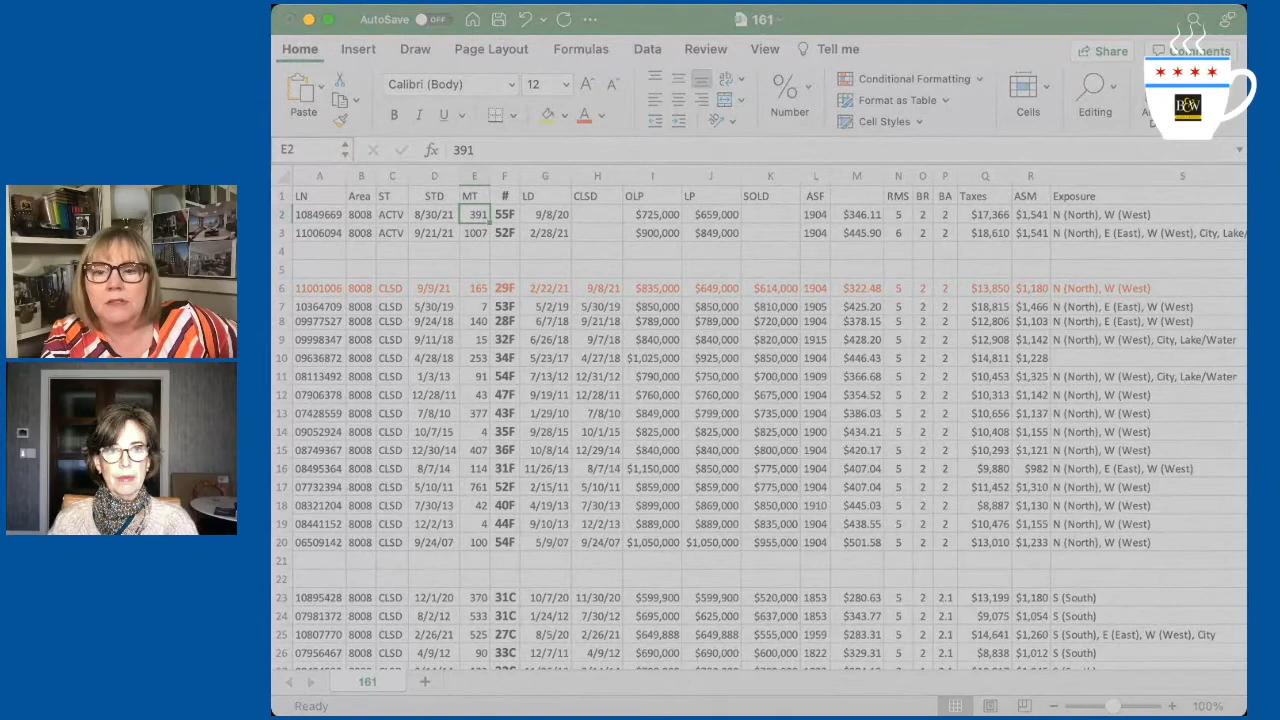 AutoSave OFF 161
Home Insert Draw Page Layout Formulas Data Review View Tell me Share Comments
Paste Calibri (Body) 12 Number Conditional Formatting Format as Table Cell Styles Cells Editing
B&W
E2 fx 391
A B C D E F G H I J K L M N O P Q R S
1 LN Area ST STD MT # LD CLSD OLP LP SOLD ASF RMS BR BA Taxes ASM Exposure
2 10849669 8008 ACTV 8/30/21 391 55F 9/8/20 $725,000 $659,000 1904 $346.11 5 2 2 $17,366 $1,541 N (North), W (West)
3 11006094 8008 ACTV 9/21/21 1007 52F 2/28/21 $900,000 $849,000 1904 $445.90 6 2 2 $18,610 $1,541 N (North), E (East), W (West), City, Lake/
4
5
6 11001006 8008 CLSD 9/9/21 165 29F 2/22/21 9/8/21 $835,000 $649,000 $614,000 1904 $322.48 5 2 2 $13,850 $1,180 N (North), W (West)
7 10364709 8008 CLSD 5/30/19 7 53F 5/2/19 5/30/19 $850,000 $850,000 $810,000 1905 $425.20 5 2 2 $18,815 $1,466 N (North), E (East), W (West)
8 09977527 8008 CLSD 9/24/18 140 28F 6/7/18 9/21/18 $789,000 $789,000 $720,000 1904 $378.15 5 2 2 $12,806 $1,103 N (North), E (East), W (West)
9 09998347 8008 CLSD 9/11/18 15 32F 6/26/18 9/7/18 $840,000 $840,000 $820,000 1915 $428.20 5 2 2 $12,908 $1,142 N (North), W (West), City, Lake/Water
10 09636872 8008 CLSD 4/28/18 253 34F 5/23/17 4/27/18 $1,025,000 $925,000 $850,000 1904 $446.43 5 2 2 $14,811 $1,228
11 08113492 8008 CLSD 1/3/13 91 54F 7/13/12 12/31/12 $790,000 $750,000 $700,000 1909 $366.68 5 2 2 $10,453 $1,325 N (North), W (West), City, Lake/Water
12 07906378 8008 CLSD 12/28/11 43 47F 9/19/11 12/28/11 $760,000 $760,000 $675,000 1904 $354.52 5 2 2 $10,313 $1,142 N (North), W (West)
13 07428559 8008 CLSD 7/8/10 377 43F 1/29/10 7/8/10 $849,000 $799,000 $735,000 1904 $386.03 5 2 2 $10,656 $1,137 N (North), W (West)
14 09052924 8008 CLSD 10/7/15 4 35F 9/28/15 10/1/15 $825,000 $825,000 $825,000 1900 $434.21 5 2 2 $10,408 $1,155 N (North), W (West)
15 08749367 8008 CLSD 12/30/14 407 36F 10/8/14 12/29/14 $840,000 $840,000 $800,000 1904 $420.17 5 2 2 $10,293 $1,121 N (North), W (West)
16 08495364 8008 CLSD 8/7/14 114 31F 11/25/ 8/7/14 $1,150,000 $850,000 $775,000 1904 $407.04 5 2 2 $9,880 $982 N (North), E (East), W (West)
17 07732394 8008 CLSD 5/10/11 761 52F 2/15/11 5/10/11 $859,000 $859,000 $775,000 1904 $407.04 5 2 2 $11,452 $1,310 N (North), W (West)
18 08321204 8008 CLSD 7/30/13 42 40F 4/19/13 7/30/13 $899,000 $869,000 $850,000 1910 $445.03 5 2 2 $8,887 $1,130 N (North), W (West)
19 08441152 8008 CLSD 12/2/13 4 44F 9/10/13 12/2/13 $889,000 $889,000 $835,000 1904 $438.55 5 2 2 $10,476 $1,155 N (North), W (West)
20 06509142 8008 CLSD 9/24/07 100 54F 5/9/07 9/24/07 $1,050,000 $1,050,000 $955,000 1904 $501.58 5 2 2 $13,010 $1,233 N (North), W (West)
21
22
23 10895428 8008 CLSD 12/1/20 370 31C 10/7/20 11/30/20 $599,900 $599,900 $520,000 1853 $280.63 5 2 2.1 $13,199 $1,180 S (South)
24 07981372 8008 CLSD 8/2/12 533 31C 1/24/12 7/30/12 $695,000 $625,000 $637,000 1853 $343.77 5 2 2.1 $9,075 $1,054 S (South)
25 10807770 8008 CLSD 2/26/21 525 27C 8/5/20 2/26/21 $649,888 $649,888 $555,000 1959 $283.31 5 2 2.1 $14,641 $1,260 S (South), E (East), W (West), City
26 07956467 8008 CLSD 4/9/12 90 33C 12/7/11 4/9/12 $690,000 $690,000 $600,000 1822 $329.31 5 2 2.1 $8,838 $1,012 S (South)
161
Ready 100%